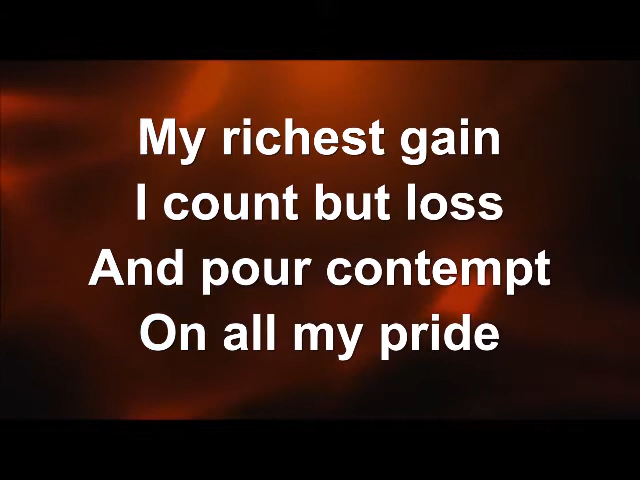 My richest gain
I count but loss
And pour contempt
On all my pride